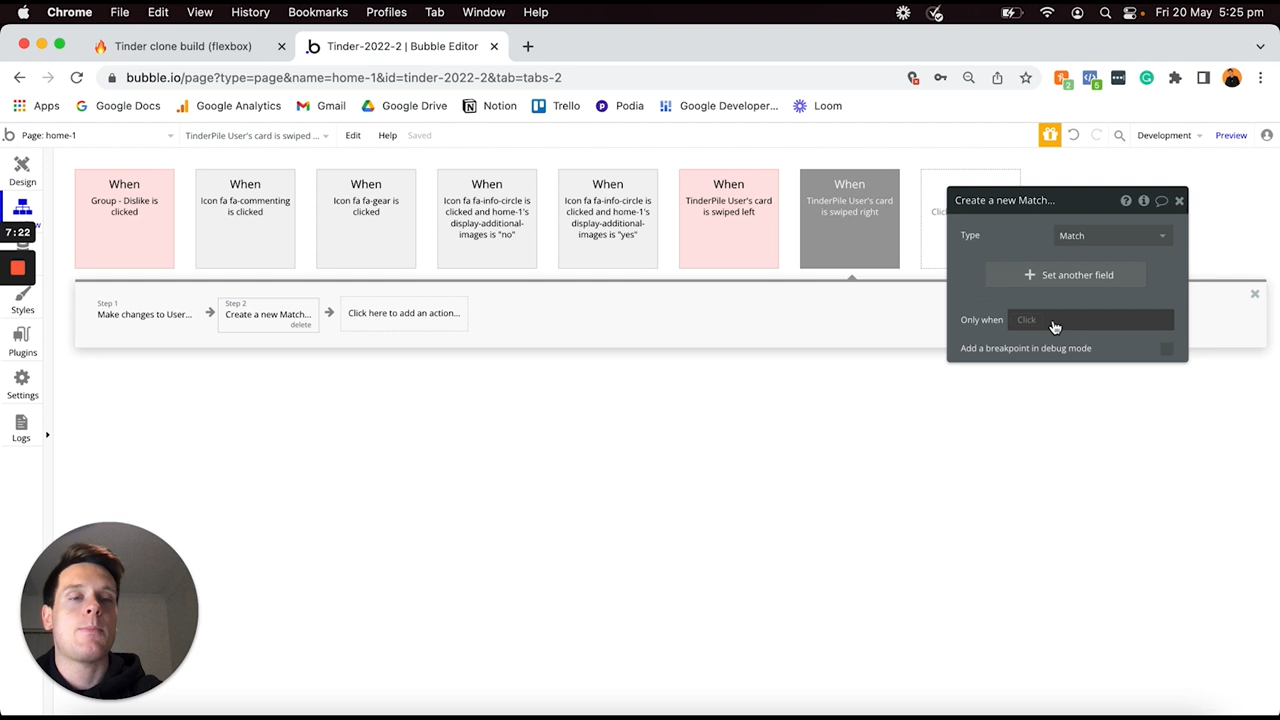 Chrome File Edit View History Bookmarks Profiles Tab Window Help Fri 20 May 5:25 pm
Tinder clone build (flexbox) Tinder-2022-2 | Bubble Editor
bubble.io/page?type=page&name=home-1&id=tinder-2022-2&tab=tabs-2 2 5
Apps Google Docs Google Analytics Gmail Google Drive Notion Trello Podia Google Developer... Loom
Page: home-1 TinderPile User's card is swiped ... Edit Help Saved Development Preview
Design
7:22
Styles
Plugins
Settings
Logs
When
Group - Dislike is
clicked
When
Icon fa-commenting
is clicked
When
Icon fa-gear is
clicked
When
Icon fa-info-circle is
clicked and home-1's
display-additional-
images is "no"
When
Icon fa-info-circle is
clicked and home-1's
display-additional-
images is "yes"
When
TinderPile User's card
is swiped left
When
TinderPile User's card
is swiped right
Create a new Match...
Type Match
Set another field
Only when Click
Add a breakpoint in debug mode
Step 1
Make changes to User...
Step 2
Create a new Match...
delete
Click here to add an action...